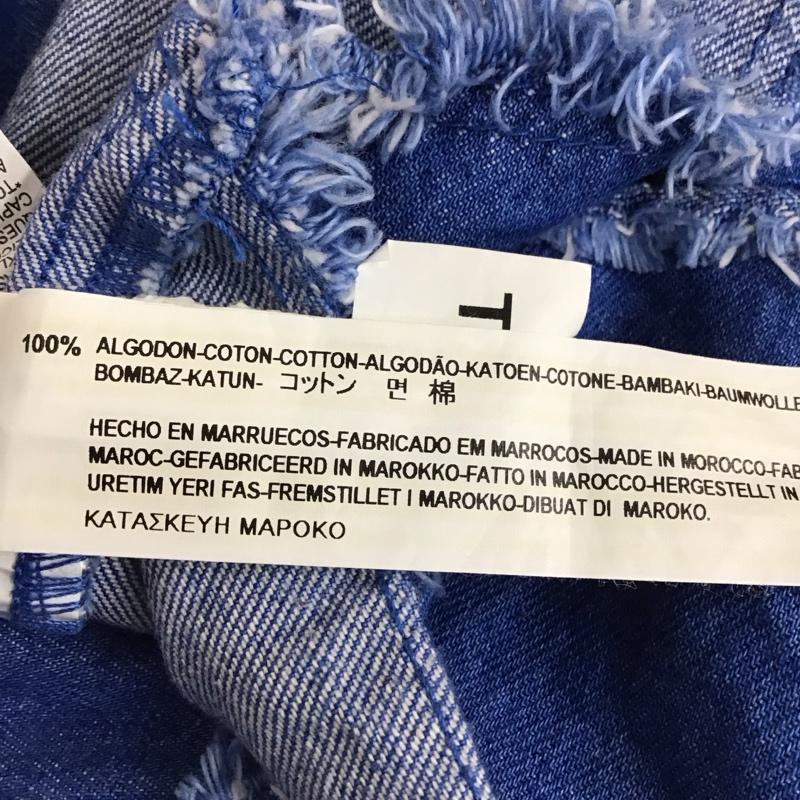 100% ALGODON-COTON-COTTON-ALGODÃO-KATOEN-COTONE-BAMBAKI-BAUMWOLLE
BOMBAZ-KATUN- コットン 면 棉
HECHO EN MARRUECOS-FABRICADO EM MARROCOS-MADE IN MOROCCO-FAB
MAROC-GEFABRICEERD IN MAROKKO-FATTO IN MAROCCO-HERGESTELLT IN
URETIM YERI FAS-FREMSTILLET I MAROKKO-DIBUAT DI MAROKO.
ΚΑΤΑΣΚΕΥΗ ΜΑΡΟΚΟ
T